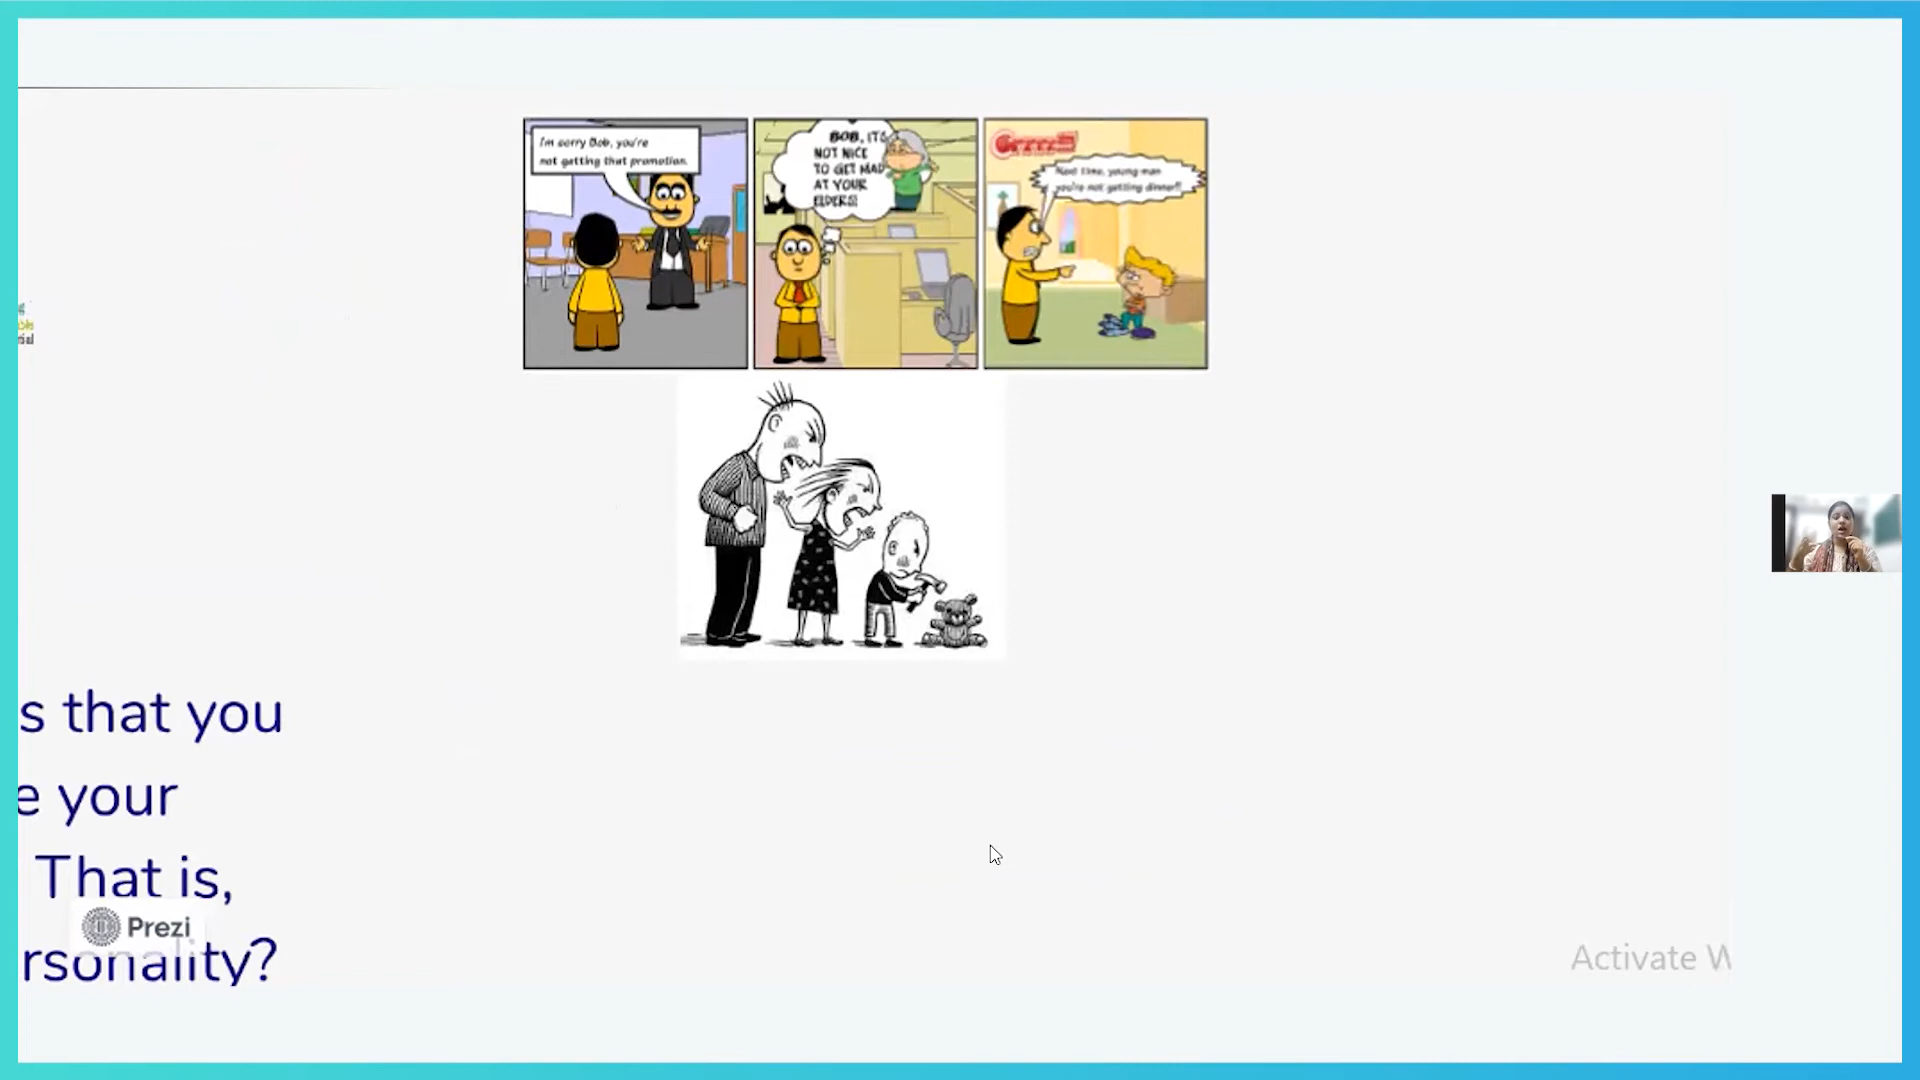 I'm sorry Bob, you're
not getting that promotion.
BOB, IT'S
NOT NICE
TO GET MAD
AT YOUR
ELDERS!
Next time, young man
you're not getting dinner!!
s that you
e your
That is,
Prezi
rsonality?
Activate W